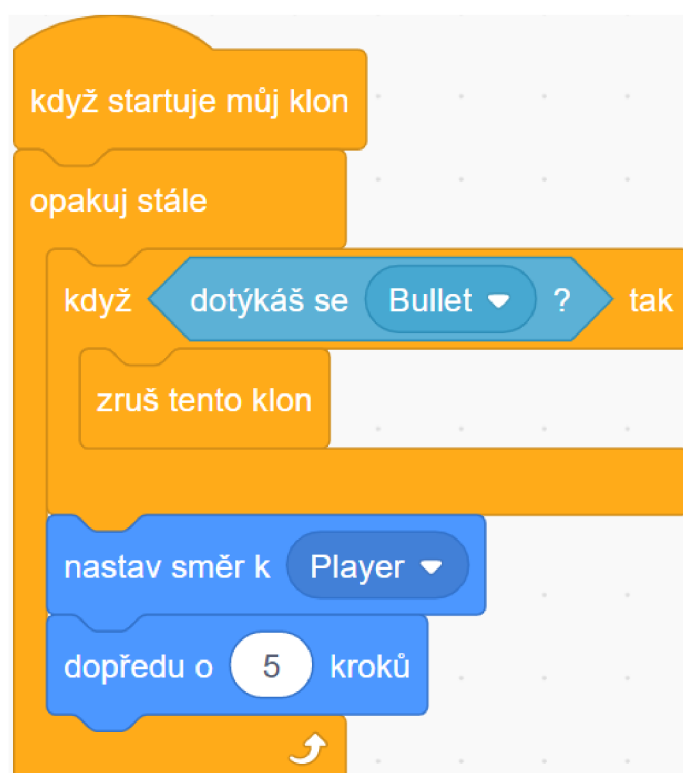 když startuje můj klon
opakuj stále
když dotýkáš se Bullet ? tak
zruš tento klon
nastav směr k Player
dopředu o 5 kroků